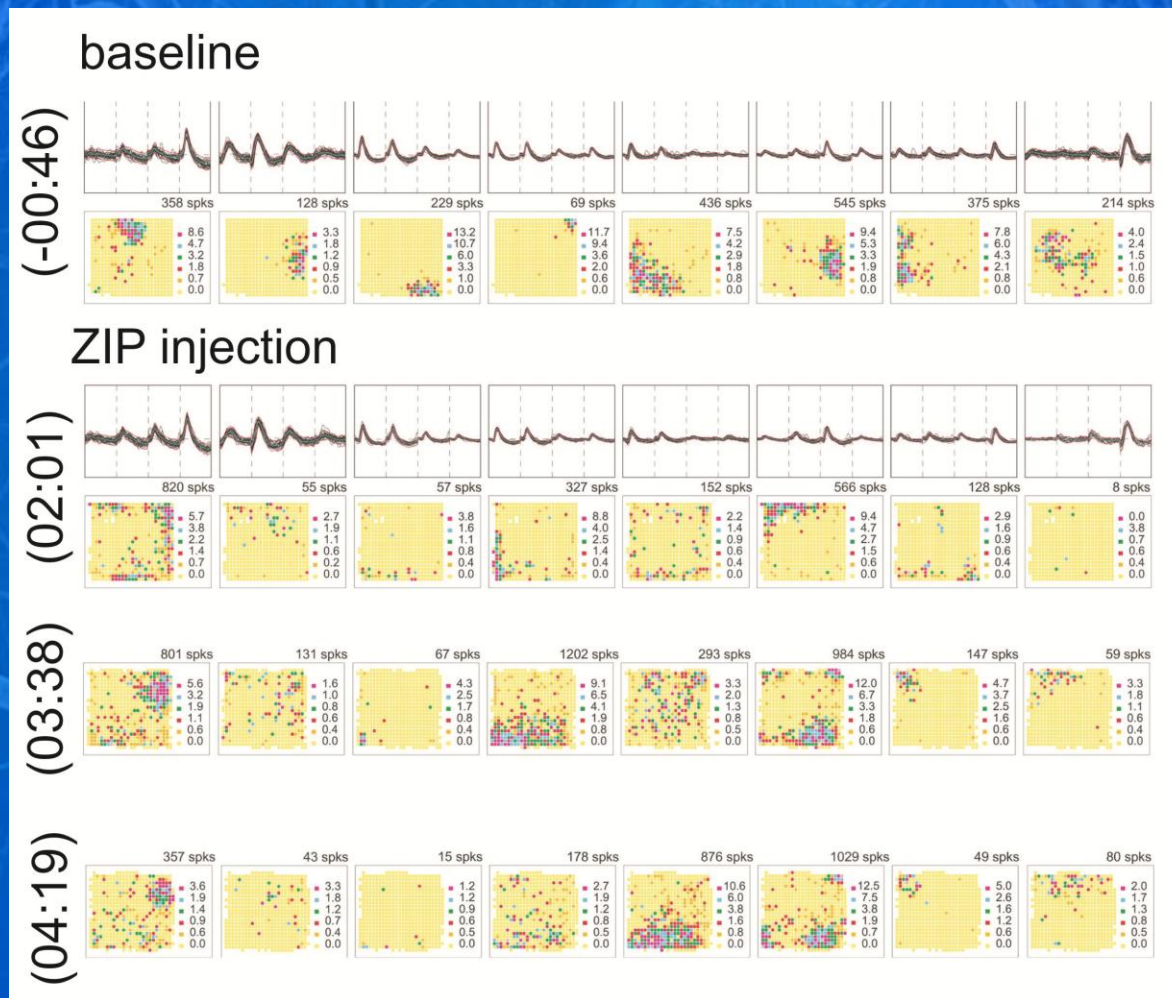 baseline
(-00:46)
358 spks 128 spks 229 spks 69 spks 436 spks 545 spks 375 spks 214 spks
8.6 3.3 13.2 11.7 7.5 9.4 7.8 4.0
4.7 1.8 10.7 9.4 4.2 5.3 6.0 2.4
3.2 1.2 6.0 3.6 2.9 3.3 4.3 1.5
1.8 0.9 3.3 2.0 1.8 1.9 2.1 1.0
0.7 0.5 1.0 0.6 0.8 0.8 0.8 0.6
0.0 0.0 0.0 0.0 0.0 0.0 0.0 0.0
ZIP injection
(02:01)
820 spks 55 spks 57 spks 327 spks 152 spks 566 spks 128 spks 8 spks
5.7 2.7 3.8 8.8 2.2 9.4 2.9 0.0
3.8 1.9 1.6 4.0 1.4 4.7 1.6 3.8
2.2 1.1 1.1 2.5 0.9 2.7 0.9 0.7
1.4 0.6 0.8 1.4 0.6 1.5 0.6 0.6
0.7 0.2 0.4 0.7 0.4 0.6 0.4 0.4
0.0 0.0 0.0 0.0 0.0 0.0 0.0 0.0
(03:38)
801 spks 131 spks 67 spks 1202 spks 293 spks 984 spks 147 spks 59 spks
5.6 1.6 4.3 9.1 3.3 12.0 4.7 3.3
3.2 1.0 2.5 6.5 2.0 6.7 3.7 1.8
1.9 0.8 1.7 4.1 1.3 3.3 2.5 1.1
1.1 0.6 0.8 1.9 0.8 1.8 1.6 0.6
0.6 0.4 0.4 0.8 0.5 0.6 0.6 0.4
0.0 0.0 0.0 0.0 0.0 0.0 0.0 0.0
(04:19)
357 spks 43 spks 15 spks 178 spks 876 spks 1029 spks 49 spks 80 spks
3.6 3.3 1.2 2.7 10.6 12.5 5.0 2.0
1.9 1.8 1.2 1.9 6.0 7.5 2.6 1.7
1.4 1.2 0.9 1.2 3.8 3.8 1.6 1.3
0.9 0.7 0.6 0.8 1.6 1.9 1.2 0.8
0.6 0.4 0.5 0.6 0.8 0.8 0.6 0.5
0.0 0.0 0.0 0.0 0.0 0.0 0.0 0.0